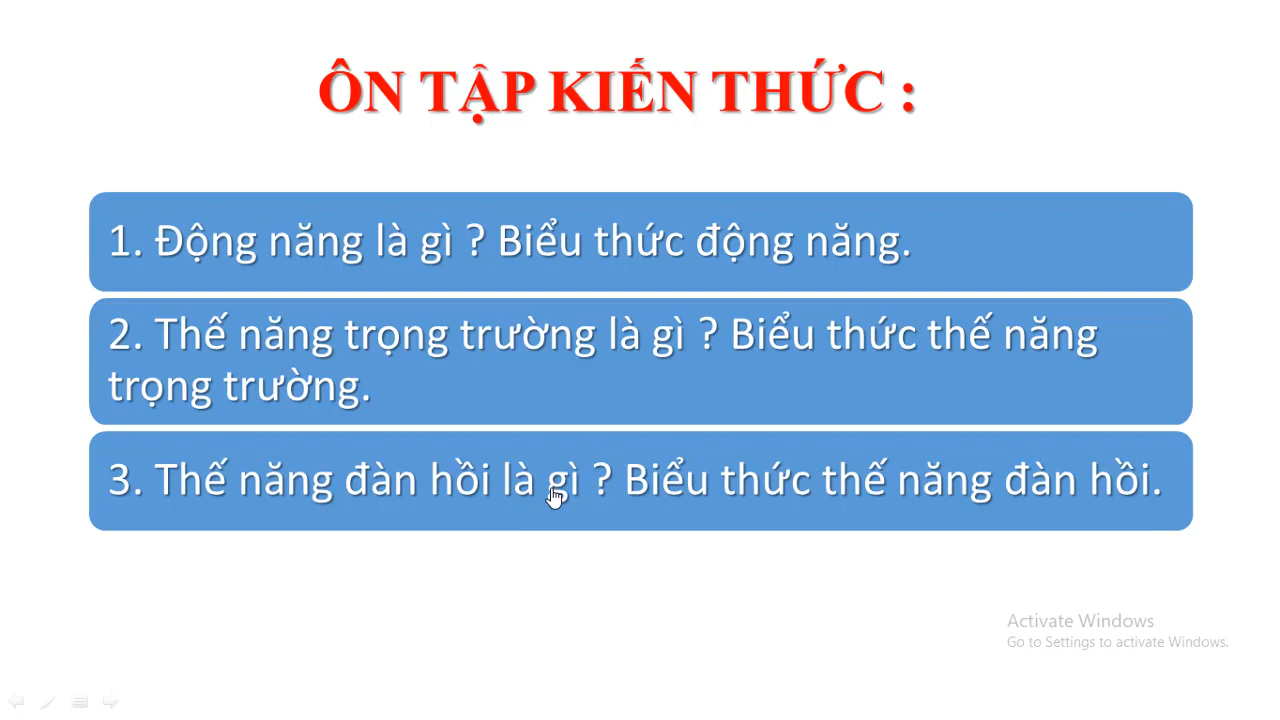 ÔN TẬP KIẾN THỨC :
1. Động năng là gì ? Biểu thức động năng.
2. Thế năng trọng trường là gì ? Biểu thức thế năng
trọng trường.
3. Thế năng đàn hồi là gì ? Biểu thức thế năng đàn hồi.
Activate Windows
Go to Settings to activate Windows.